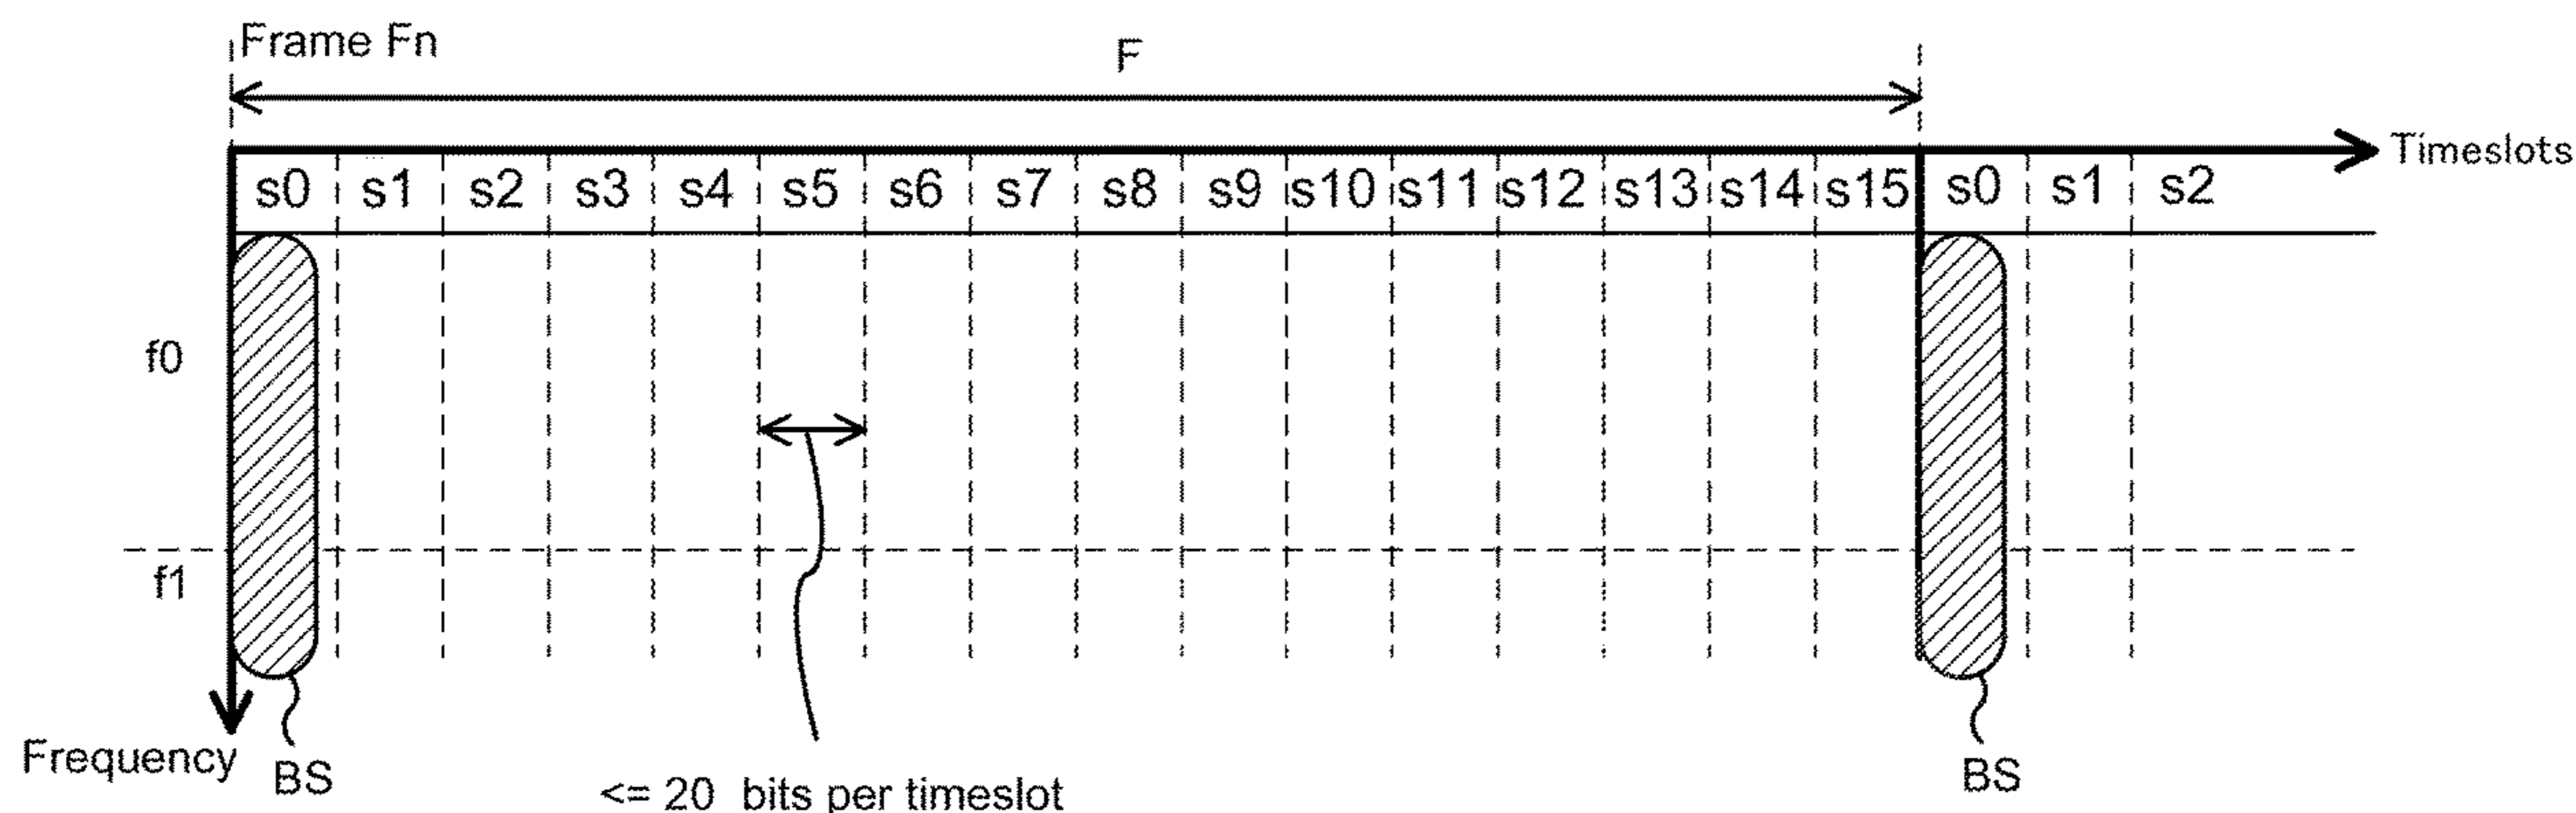 Frame Fn
F
Timeslots
s0 s1 s2 s3 s4 s5 s6 s7 s8 s9 s10 s11 s12 s13 s14 s15 s0 s1 s2
f0
f1
Frequency
BS
<= 20 bits per timeslot
BS